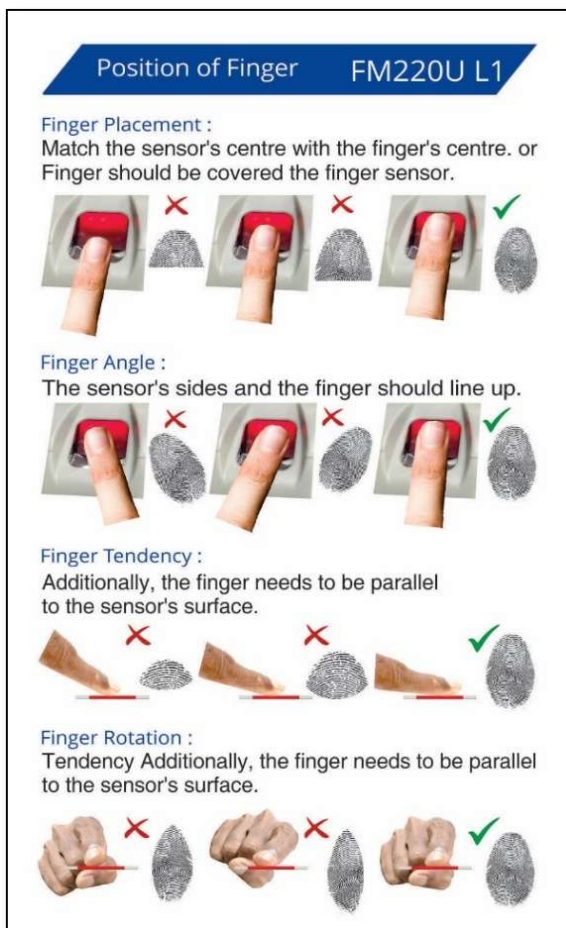 Position of Finger FM220U L1
Finger Placement :
Match the sensor's centre with the finger's centre. or
Finger should be covered the finger sensor.
Finger Angle :
The sensor's sides and the finger should line up.
Finger Tendency :
Additionally, the finger needs to be parallel
to the sensor's surface.
Finger Rotation :
Tendency Additionally, the finger needs to be parallel
to the sensor's surface.